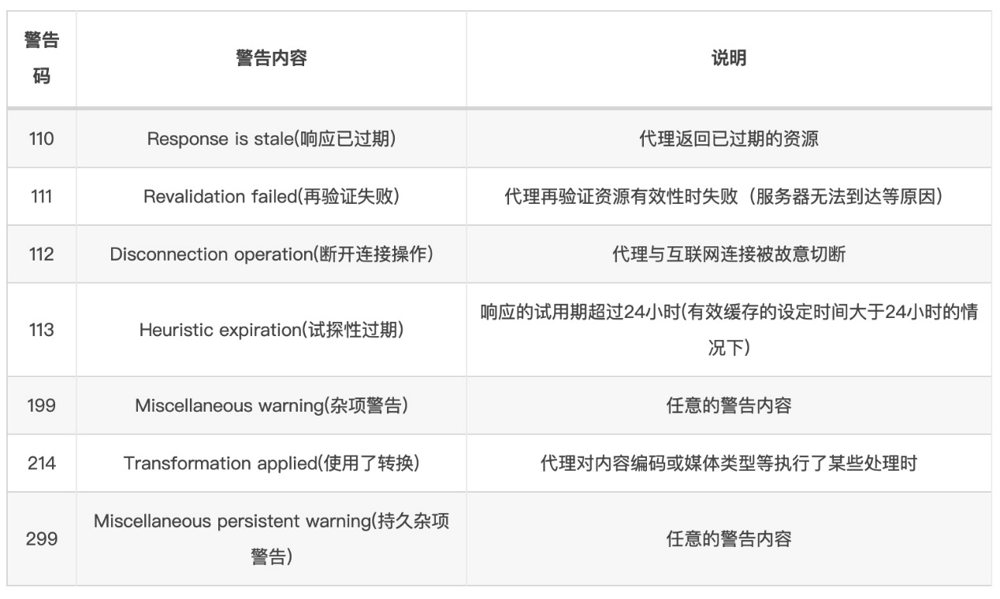 警告
码
警告内容
说明
110
Response is stale(响应已过期)
代理返回已过期的资源
111
Revalidation failed(再验证失败)
代理再验证资源有效性时失败（服务器无法到达等原因）
112
Disconnection operation(断开连接操作)
代理与互联网连接被故意切断
113
Heuristic expiration(试探性过期)
响应的试用期超过24小时(有效缓存的设定时间大于24小时的情
况下)
199
Miscellaneous warning(杂项警告)
任意的警告内容
214
Transformation applied(使用了转换)
代理对内容编码或媒体类型等执行了某些处理时
299
Miscellaneous persistent warning(持久杂项
警告)
任意的警告内容